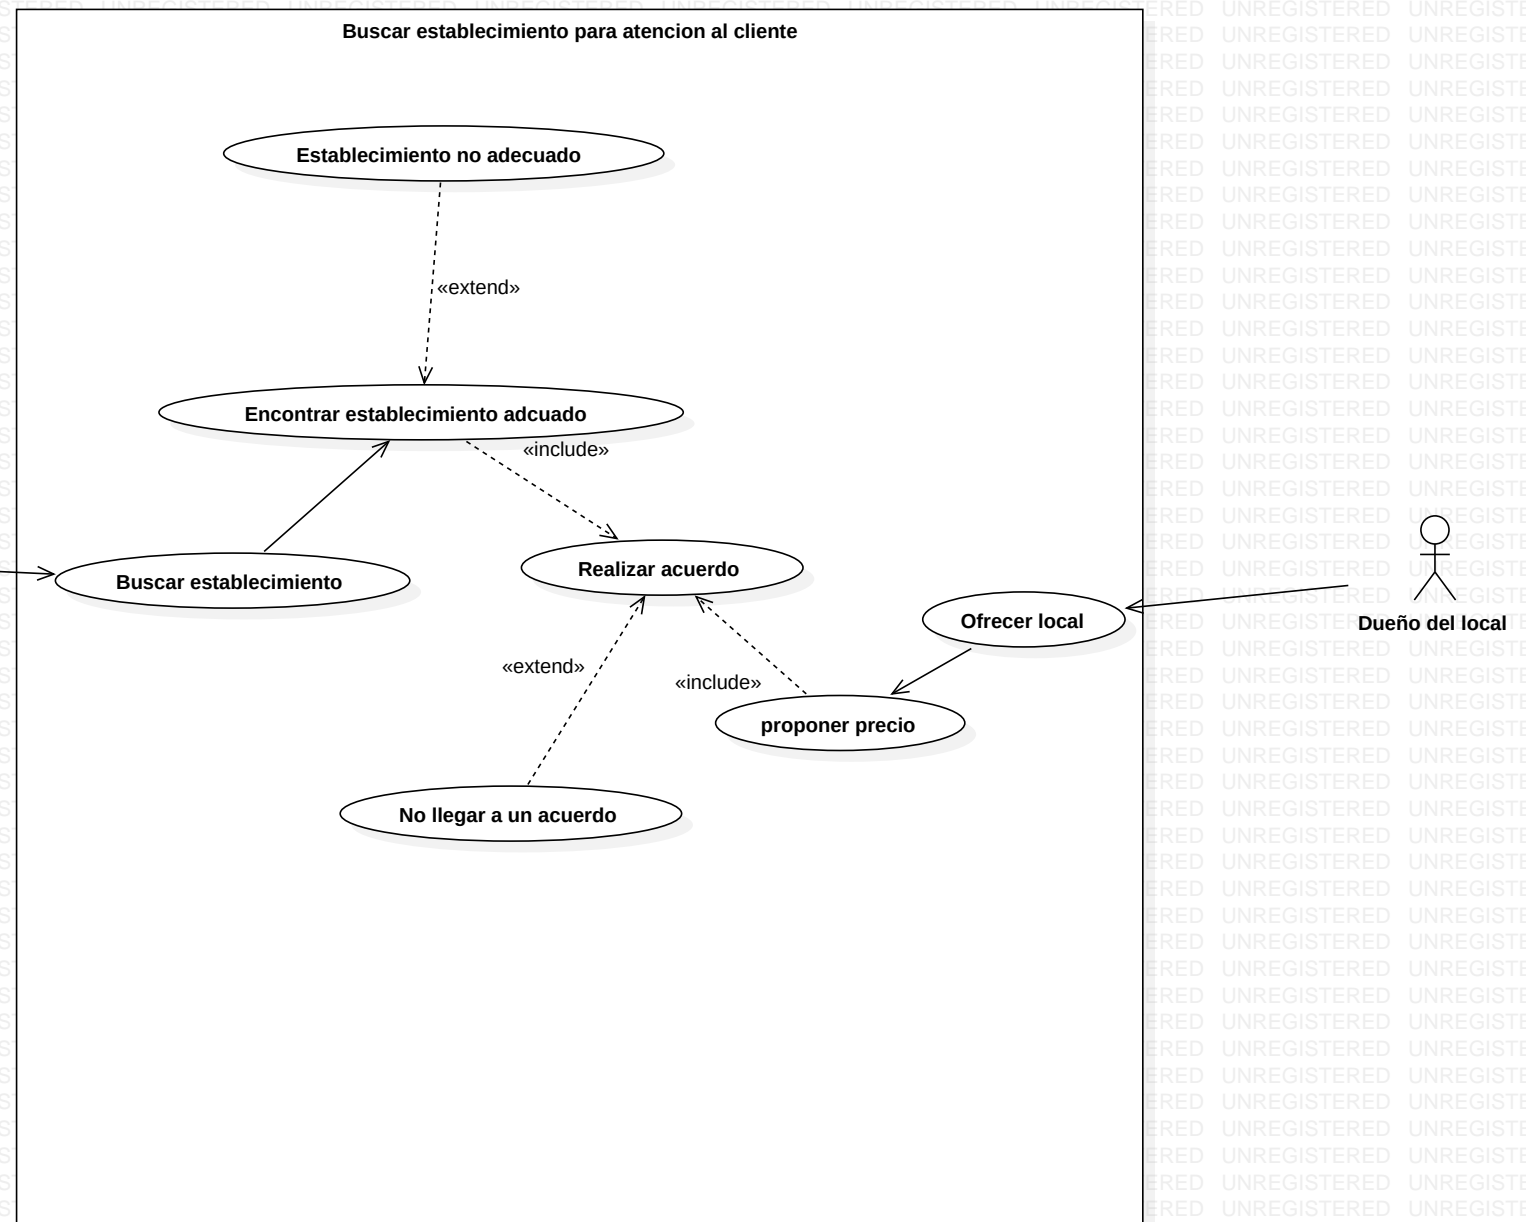 Buscar establecimiento para atencion al cliente
Establecimiento no adecuado
«extend»
Encontrar establecimiento adcuado
«include»
Buscar establecimiento
Realizar acuerdo
Ofrecer local
Dueño del local
«extend»
«include»
proponer precio
No llegar a un acuerdo
UNREGISTERED